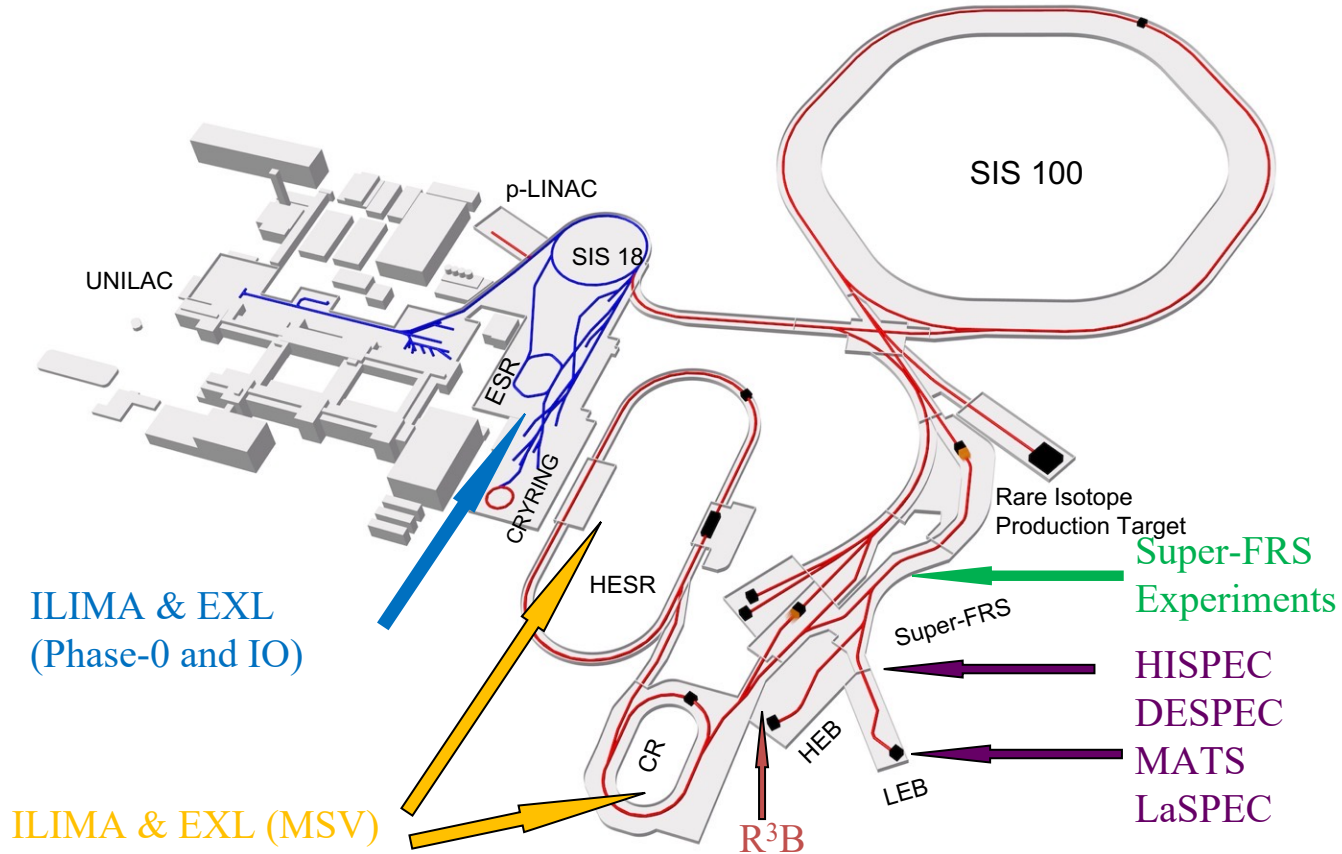 SIS 100
p-LINAC
SIS 18
UNILAC
ESR
CRYRING
HESR
Rare Isotope
Production Target
Super-FRS
Experiments
ILIMA & EXL
(Phase-0 and IO)
Super-FRS
HISPEC
DESPEC
MATS
LaSPEC
CR
HEB
LEB
ILIMA & EXL (MSV)
R³B